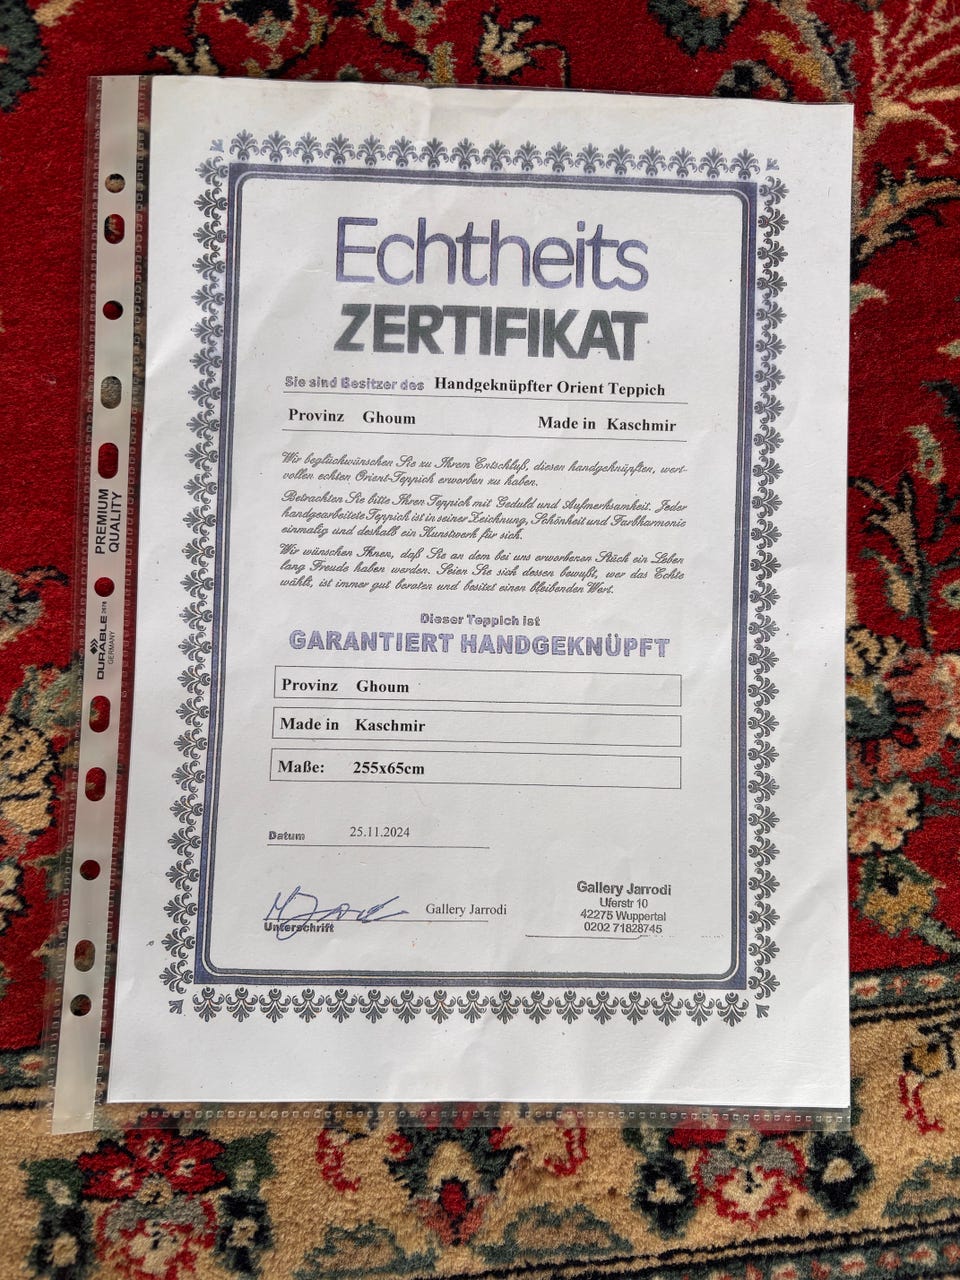 Echtheits
ZERTIFIKAT
Sie sind Besitzer des Handgeknüpfter Orient Teppich
Provinz Ghoum Made in Kaschmir
Wir beglückwünschen Sie zu Ihrem Entschluß, diesen handgeknüpften, wert-
vollen echten Orient-Teppich erworben zu haben.
Betrachten Sie bitte Ihren Teppich mit Geduld und Aufmerksamkeit. Jeder
handgearbeitete Teppich ist in seiner Zeichnung, Schönheit und Farbharmonie
einmalig und deshalb ein Kunstwerk für sich.
Wir wünschen Ihnen, daß Sie an dem bei uns erworbenen Stück ein Leben
lang Freude haben werden. Seien Sie sich dessen bewußt, wer das Echte
wählt, ist immer gut beraten und besitzt einen bleibenden Wert.
Dieser Teppich ist
GARANTIERT HANDGEKNÜPFT
Provinz Ghoum
Made in Kaschmir
Maße: 255x65cm
Datum 25.11.2024
Gallery Jarrodi
Unterschrift
Gallery Jarrodi
Uferstr 10
42275 Wuppertal
0202 71828745
PREMIUM
QUALITY
DURABLE 2678
GERMANY